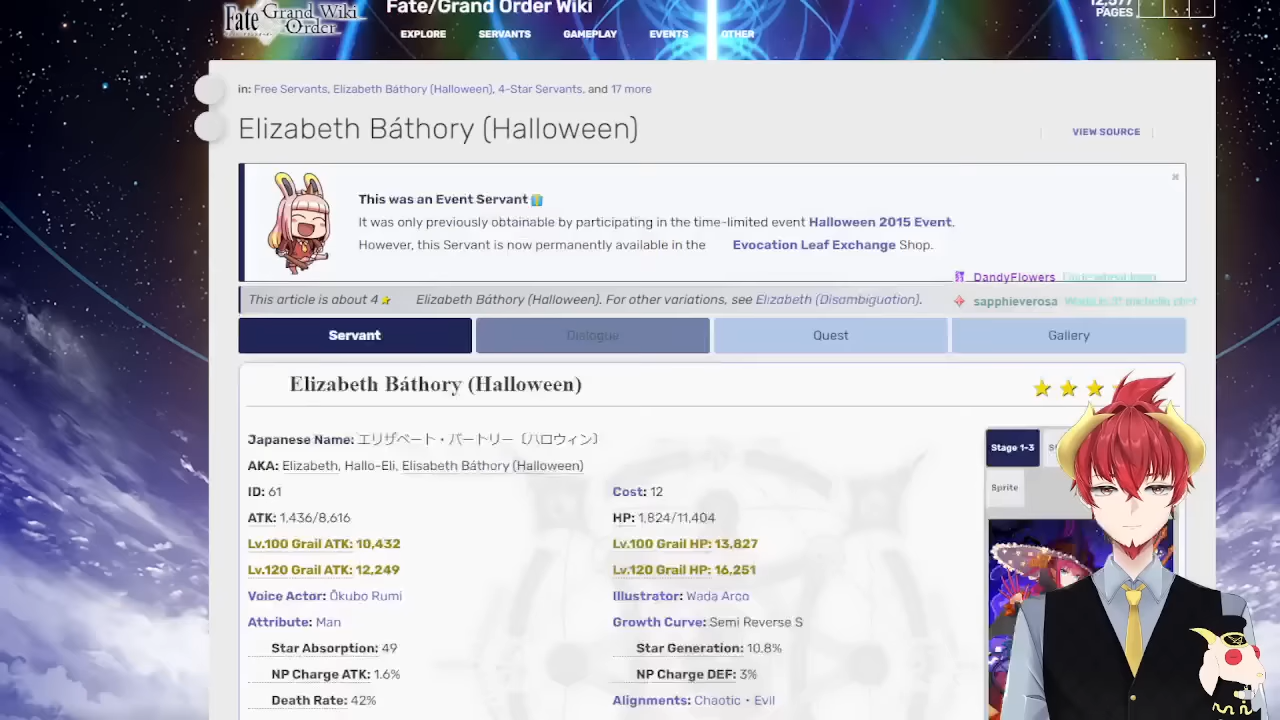 Fate Grand Order Wiki
Fate/Grand Order Wiki
12,577
PAGES
EXPLORE SERVANTS GAMEPLAY EVENTS OTHER
in: Free Servants, Elizabeth Báthory (Halloween), 4-Star Servants, and 17 more
Elizabeth Báthory (Halloween)
VIEW SOURCE
This was an Event Servant
It was only previously obtainable by participating in the time-limited event Halloween 2015 Event.
However, this Servant is now permanently available in the Evocation Leaf Exchange Shop.
DandyFlowers
This article is about 4★ Elizabeth Báthory (Halloween). For other variations, see Elizabeth (Disambiguation).
sapphieverosa
Servant Dialogue Quest Gallery
Elizabeth Báthory (Halloween)
Japanese Name: エリザベート・バートリー〔ハロウィン〕
AKA: Elizabeth, Hallo-Eli, Elisabeth Báthory (Halloween)
ID: 61 Cost: 12
ATK: 1,436/8,616 HP: 1,824/11,404
Lv.100 Grail ATK: 10,432 Lv.100 Grail HP: 13,827
Lv.120 Grail ATK: 12,249 Lv.120 Grail HP: 16,251
Voice Actor: Ōkubo Rumi Illustrator: Wada Arco
Attribute: Man Growth Curve: Semi Reverse S
Star Absorption: 49 Star Generation: 10.8%
NP Charge ATK: 1.6% NP Charge DEF: 3%
Death Rate: 42% Alignments: Chaotic・Evil
Stage 1-3
Sprite